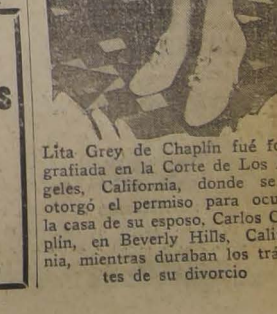 Lita Grey de Chaplín fué fo
grafiada en la Corte de Los
geles, California, donde se
otorgó el permiso para ocu
la casa de su esposo, Carlos C
plín, en Beverly Hills, Cali
nia, mientras duraban los trá
tes de su divorcio